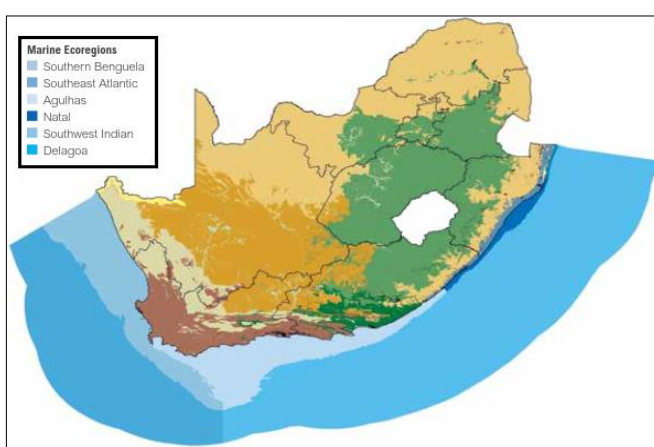 Marine Ecoregions
Southern Benguela
Southeast Atlantic
Agulhas
Natal
Southwest Indian
Delagoa